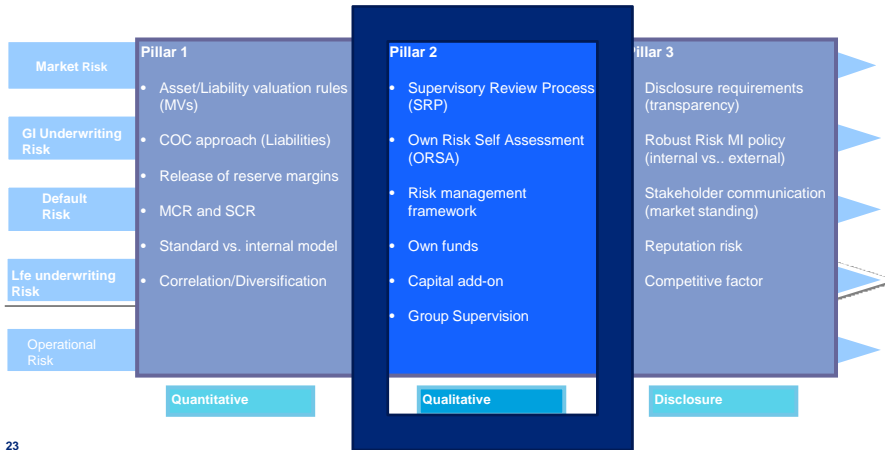 Market Risk
GI Underwriting
Risk
Default
Risk
Lfe underwriting
Risk
Operational
Risk
Pillar 1
• Asset/Liability valuation rules
(MVs)
• COC approach (Liabilities)
• Release of reserve margins
• MCR and SCR
• Standard vs. internal model
• Correlation/Diversification
Quantitative
Pillar 2
• Supervisory Review Process
(SRP)
• Own Risk Self Assessment
(ORSA)
• Risk management
framework
• Own funds
• Capital add-on
• Group Supervision
Qualitative
illar 3
Disclosure requirements
(transparency)
Robust Risk MI policy
(internal vs.. external)
Stakeholder communication
(market standing)
Reputation risk
Competitive factor
Disclosure
23